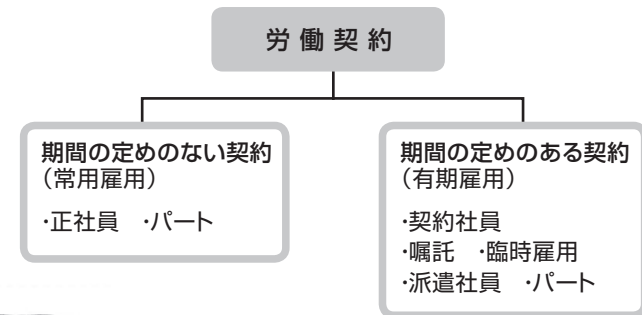 労働契約
期間の定めのない契約
（常用雇用）
・正社員　・パート
期間の定めのある契約
（有期雇用）
・契約社員
・嘱託　・臨時雇用
・派遣社員　・パート